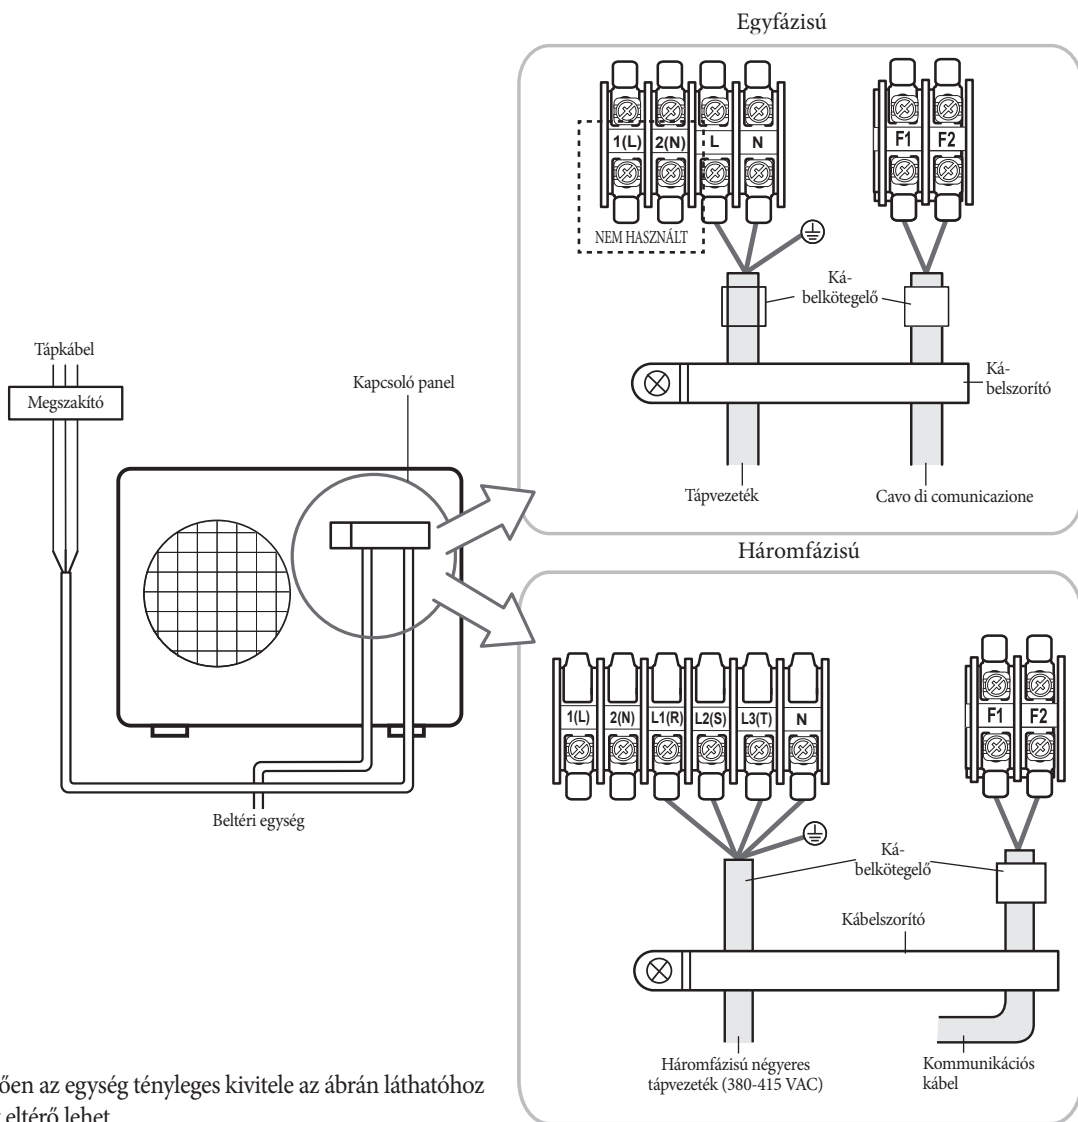 Egyfázisú
1(L) 2(N) L N
F1 F2
NEM HASZNÁLT
Ká-
belkötegelő
Ká-
belszorító
Tápvezeték
Cavo di comunicazione
Tápkábel
Megszakító
Kapcsoló panel
Beltéri egység
Háromfázisú
1(L) 2(N) L1(R) L2(S) L3(T) N
F1 F2
Ká-
belkötegelő
Kábelszorító
Háromfázisú négyeres
tápvezeték (380-415 VAC)
Kommunikációs
kábel
en az egység tényleges kivitele az ábrán láthatóhoz
eltérő lehet